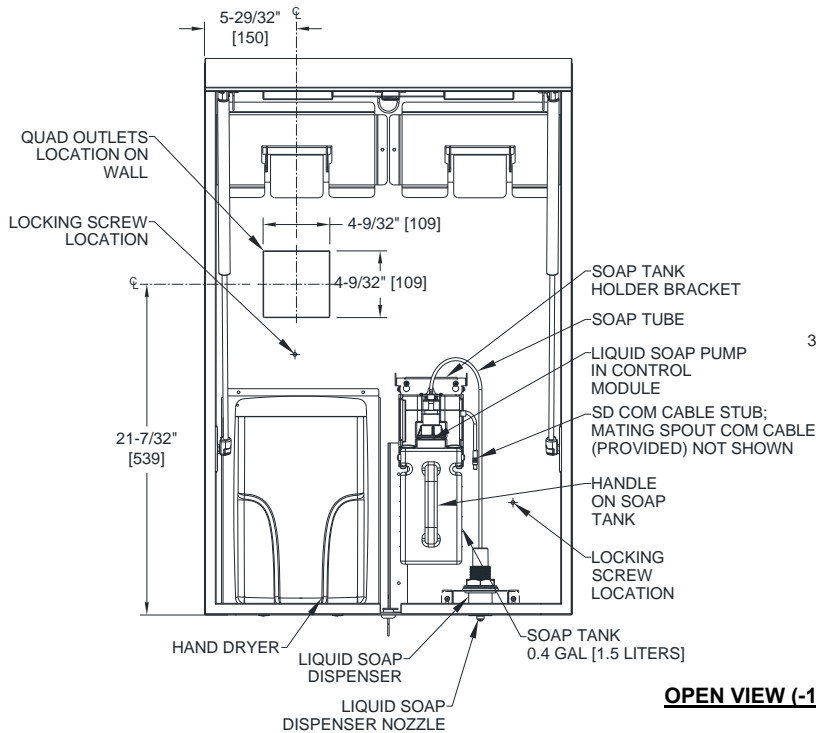 5-29/32"
[150]
℄
QUAD OUTLETS
LOCATION ON
WALL
LOCKING SCREW
LOCATION
4-9/32" [109]
℄
4-9/32" [109]
21-7/32"
[539]
SOAP TANK
HOLDER BRACKET
SOAP TUBE
3
LIQUID SOAP PUMP
IN CONTROL
MODULE
SD COM CABLE STUB;
MATING SPOUT COM CABLE
(PROVIDED) NOT SHOWN
HANDLE
ON SOAP
TANK
LOCKING
SCREW
LOCATION
SOAP TANK
0.4 GAL [1.5 LITERS]
HAND DRYER
LIQUID SOAP
DISPENSER
LIQUID SOAP
DISPENSER NOZZLE
OPEN VIEW (-1